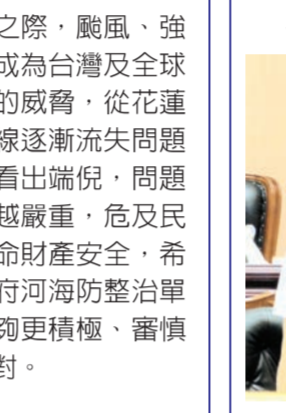 之際，颱風、強
成為台灣及全球
的威脅，從花蓮
線逐漸流失問題
看出端倪，問題
越嚴重，危及民
命財產安全，希
府河海防整治單
夠更積極、審慎
對。